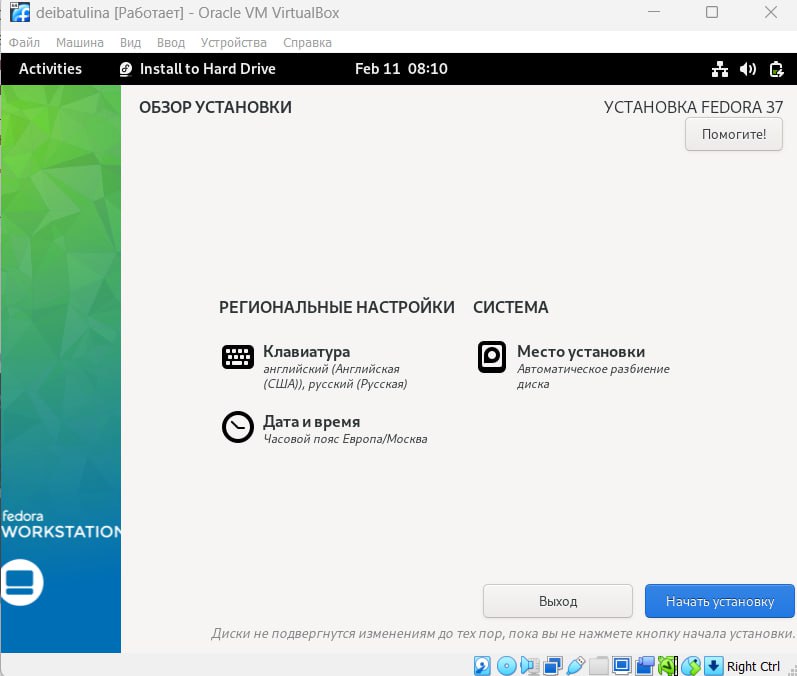 deibatulina [Работает] - Oracle VM VirtualBox
Файл Машина Вид Ввод Устройства Справка
Activities Install to Hard Drive Feb 11 08:10
ОБЗОР УСТАНОВКИ
УСТАНОВКА FEDORA 37
Помогите!
РЕГИОНАЛЬНЫЕ НАСТРОЙКИ
Клавиатура
английский (Английская
(США)), русский (Русская)
Дата и время
Часовой пояс Европа/Москва
СИСТЕМА
Место установки
Автоматическое разбиение
диска
fedora
WORKSTATION
Выход
Начать установку
Диски не подвергнутся изменениям до тех пор, пока вы не нажмете кнопку начала установки.
Right Ctrl